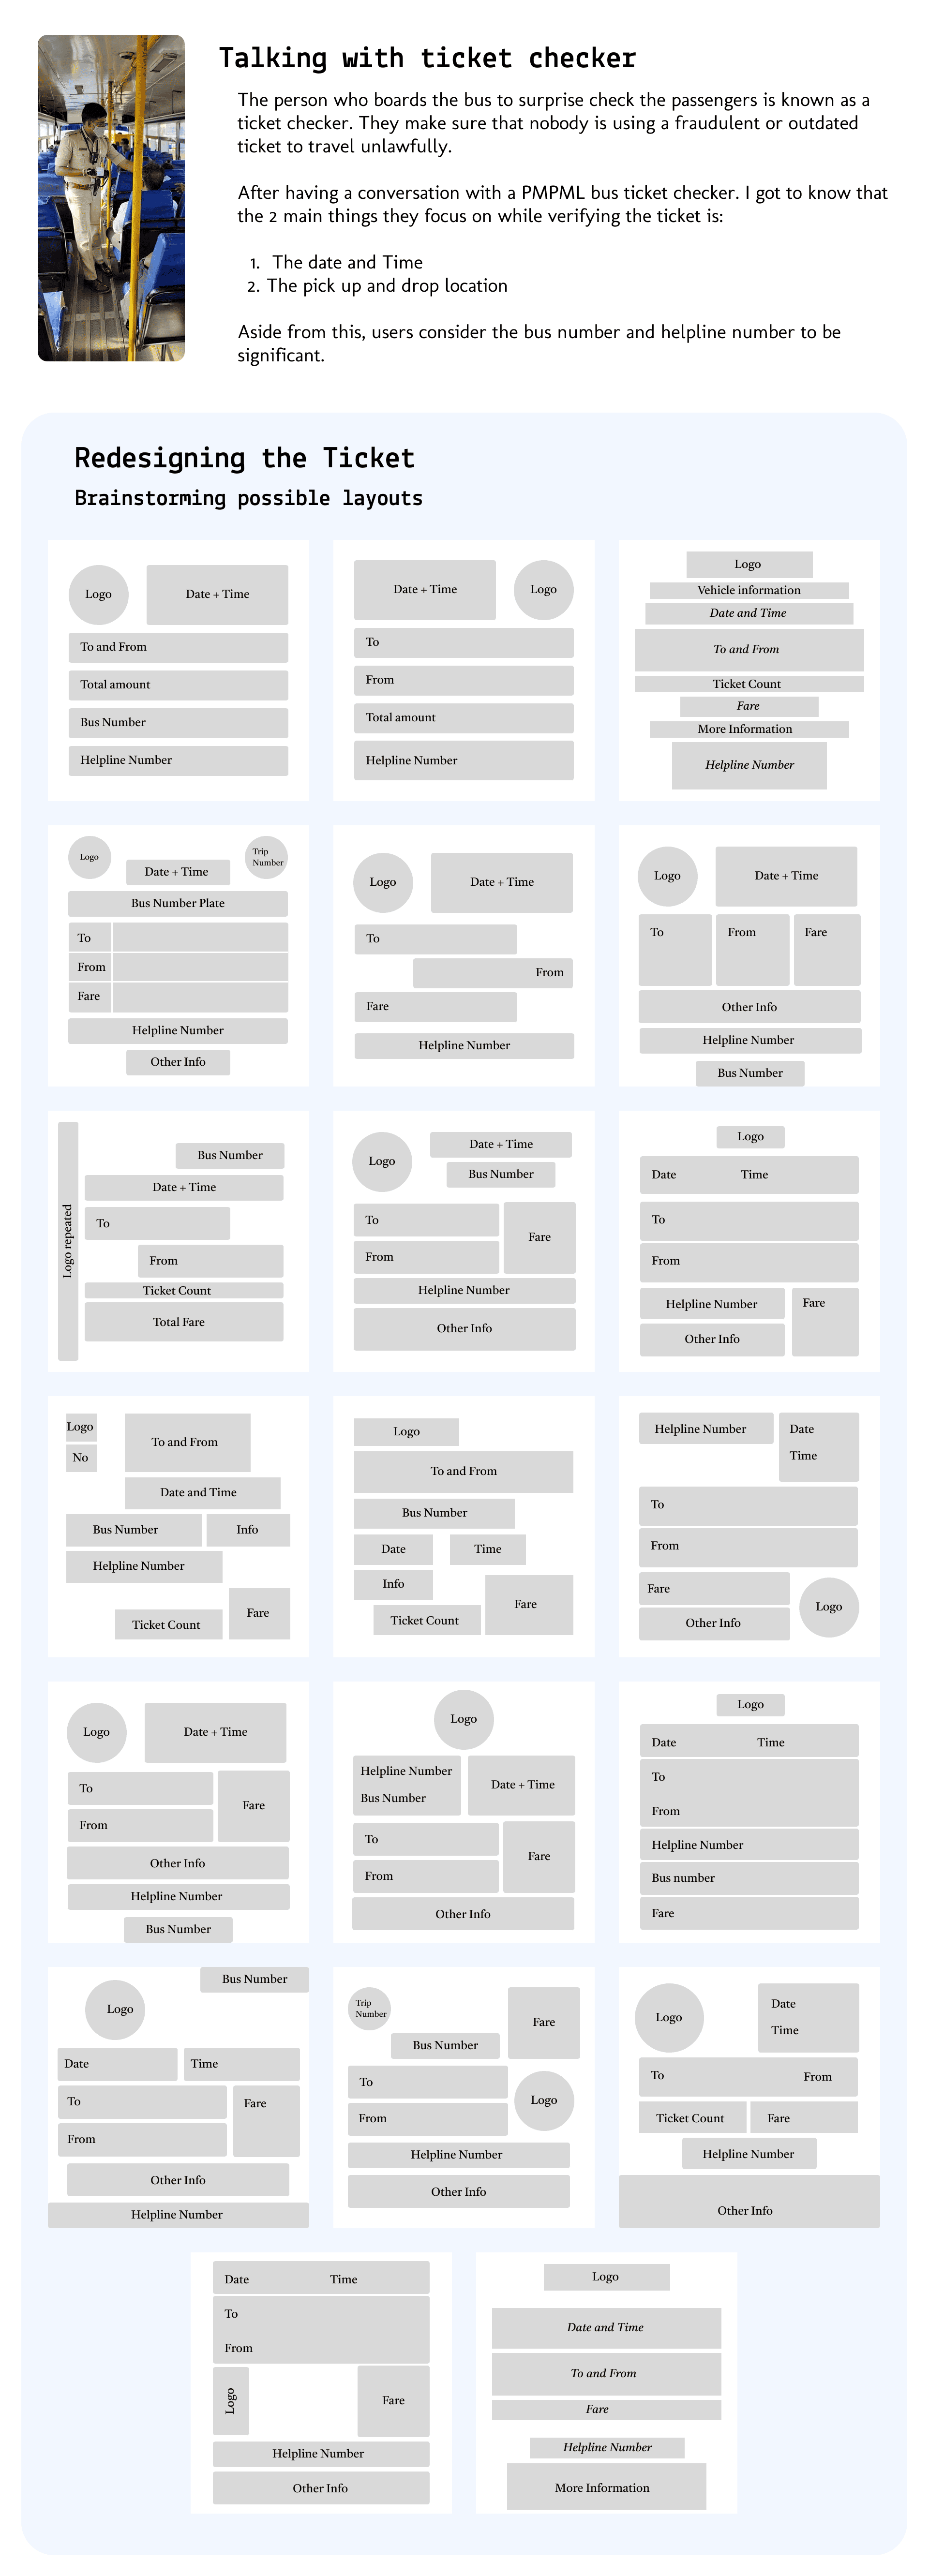 Talking with ticket checker
The person who boards the bus to surprise check the passengers is known as a
ticket checker. They make sure that nobody is using a fraudulent or outdated
ticket to travel unlawfully.
After having a conversation with a PMPML bus ticket checker. I got to know that
the 2 main things they focus on while verifying the ticket is:
1. The date and Time
2. The pick up and drop location
Aside from this, users consider the bus number and helpline number to be
significant.
Redesigning the Ticket
Brainstorming possible layouts
Logo
Date + Time
To and From
Total amount
Bus Number
Helpline Number
Date + Time
Logo
To
From
Total amount
Helpline Number
Logo
Vehicle information
Date and Time
To and From
Ticket Count
Fare
More Information
Helpline Number
Logo
Trip
Number
Date + Time
Bus Number Plate
To
From
Fare
Helpline Number
Other Info
Logo
Date + Time
To
From
Fare
Helpline Number
Logo
Date + Time
To
From
Fare
Other Info
Helpline Number
Bus Number
Logo repeated
Bus Number
Date + Time
To
From
Ticket Count
Total Fare
Logo
Date + Time
Bus Number
To
Fare
From
Helpline Number
Other Info
Logo
Date
Time
To
From
Helpline Number
Fare
Other Info
Logo
No
To and From
Date and Time
Bus Number
Info
Helpline Number
Fare
Ticket Count
Logo
To and From
Bus Number
Date
Time
Info
Fare
Ticket Count
Helpline Number
Date
Time
To
From
Fare
Other Info
Logo
Logo
Date + Time
To
Fare
From
Other Info
Helpline Number
Bus Number
Logo
Helpline Number
Bus Number
Date + Time
To
Fare
From
Other Info
Logo
Date
Time
To
From
Helpline Number
Bus number
Fare
Bus Number
Logo
Date
Time
To
Fare
From
Other Info
Helpline Number
Trip
Number
Fare
Bus Number
To
Logo
From
Helpline Number
Other Info
Logo
Date
Time
To
From
Ticket Count
Fare
Helpline Number
Other Info
Date
Time
To
From
Logo
Fare
Helpline Number
Other Info
Logo
Date and Time
To and From
Fare
Helpline Number
More Information